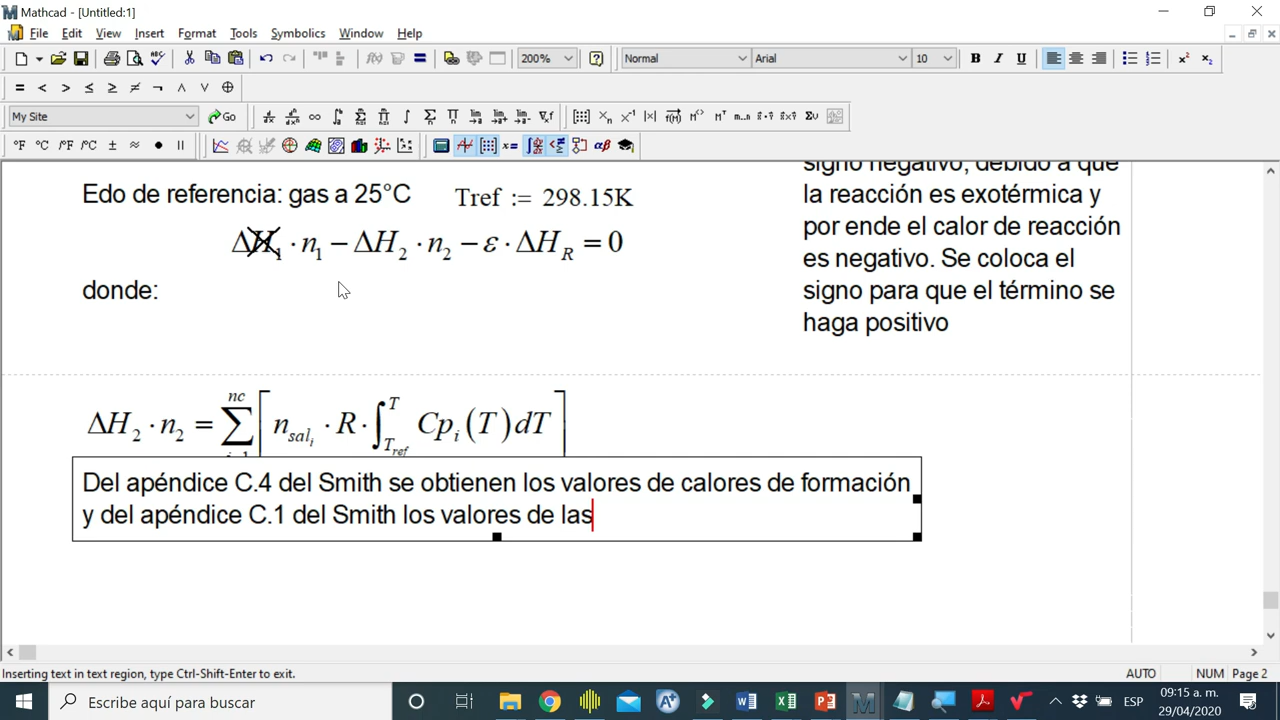 Mathcad - [Untitled:1]
File Edit View Insert Format Tools Symbolics Window Help
200% Normal Arial 10 B I U
My Site Go
signo negativo, debido a que
Edo de referencia: gas a 25°C Tref := 298.15K
la reacción es exotérmica y
por ende el calor de reacción
ΔH₁ · n₁ − ΔH₂ · n₂ − ε · ΔH_R = 0
es negativo. Se coloca el
donde:
signo para que el término se
haga positivo
ΔH₂ · n₂ = ∑ nc [ n_sal_i · R · ∫_Tref^T Cp_i (T) dT ]
Del apéndice C.4 del Smith se obtienen los valores de calores de formación
y del apéndice C.1 del Smith los valores de las
Inserting text in text region, type Ctrl-Shift-Enter to exit.
AUTO NUM Page 2
Escribe aquí para buscar
ESP
09:15 a. m.
29/04/2020